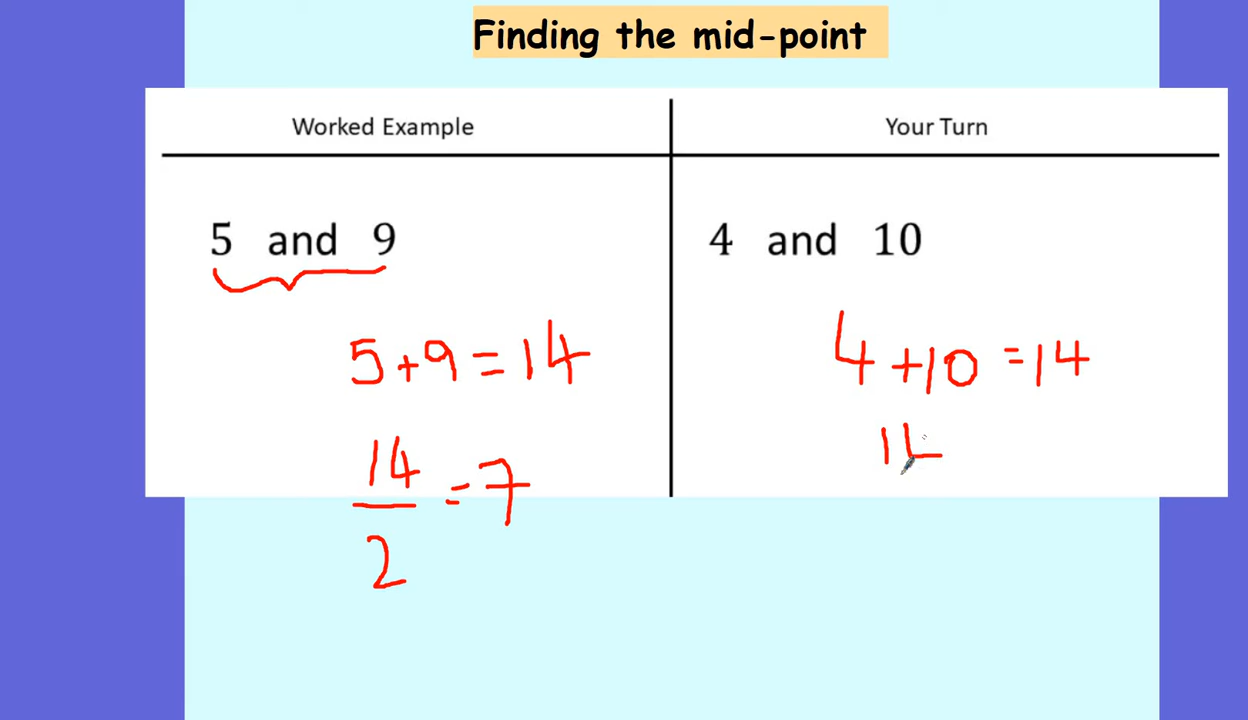 Finding the mid-point
Worked Example
5 and 9
5+9=14
14
=7
2
Your Turn
4 and 10
4+10=14